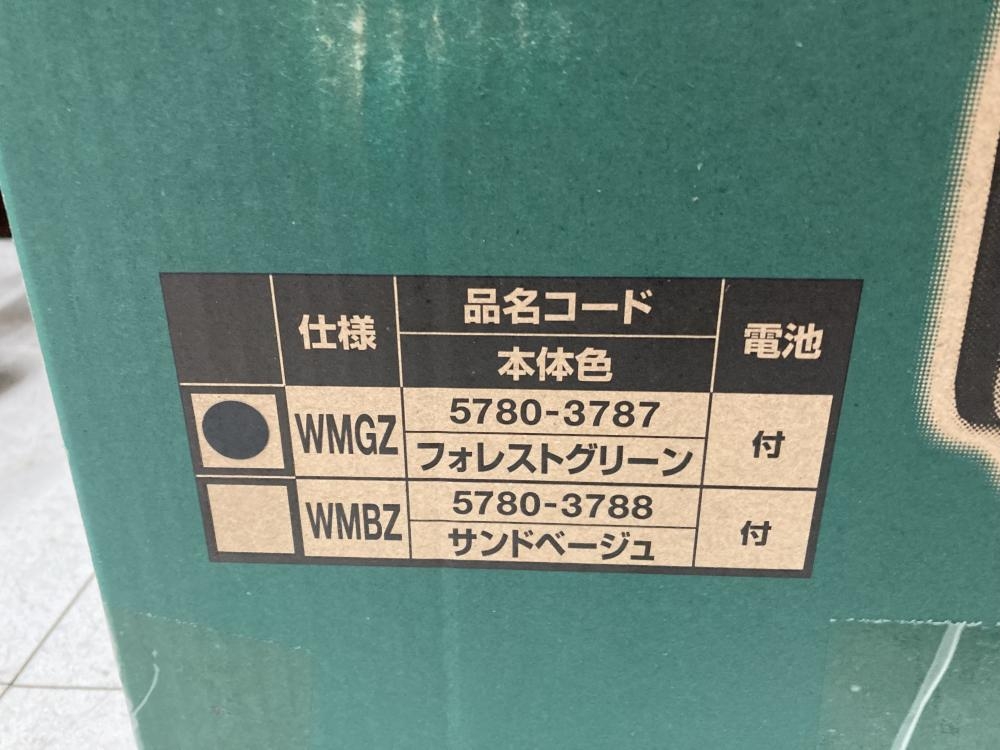 仕様 品名コード 電池
本体色
WMGZ 5780-3787 付
フォレストグリーン
WMBZ 5780-3788 付
サンドベージュ